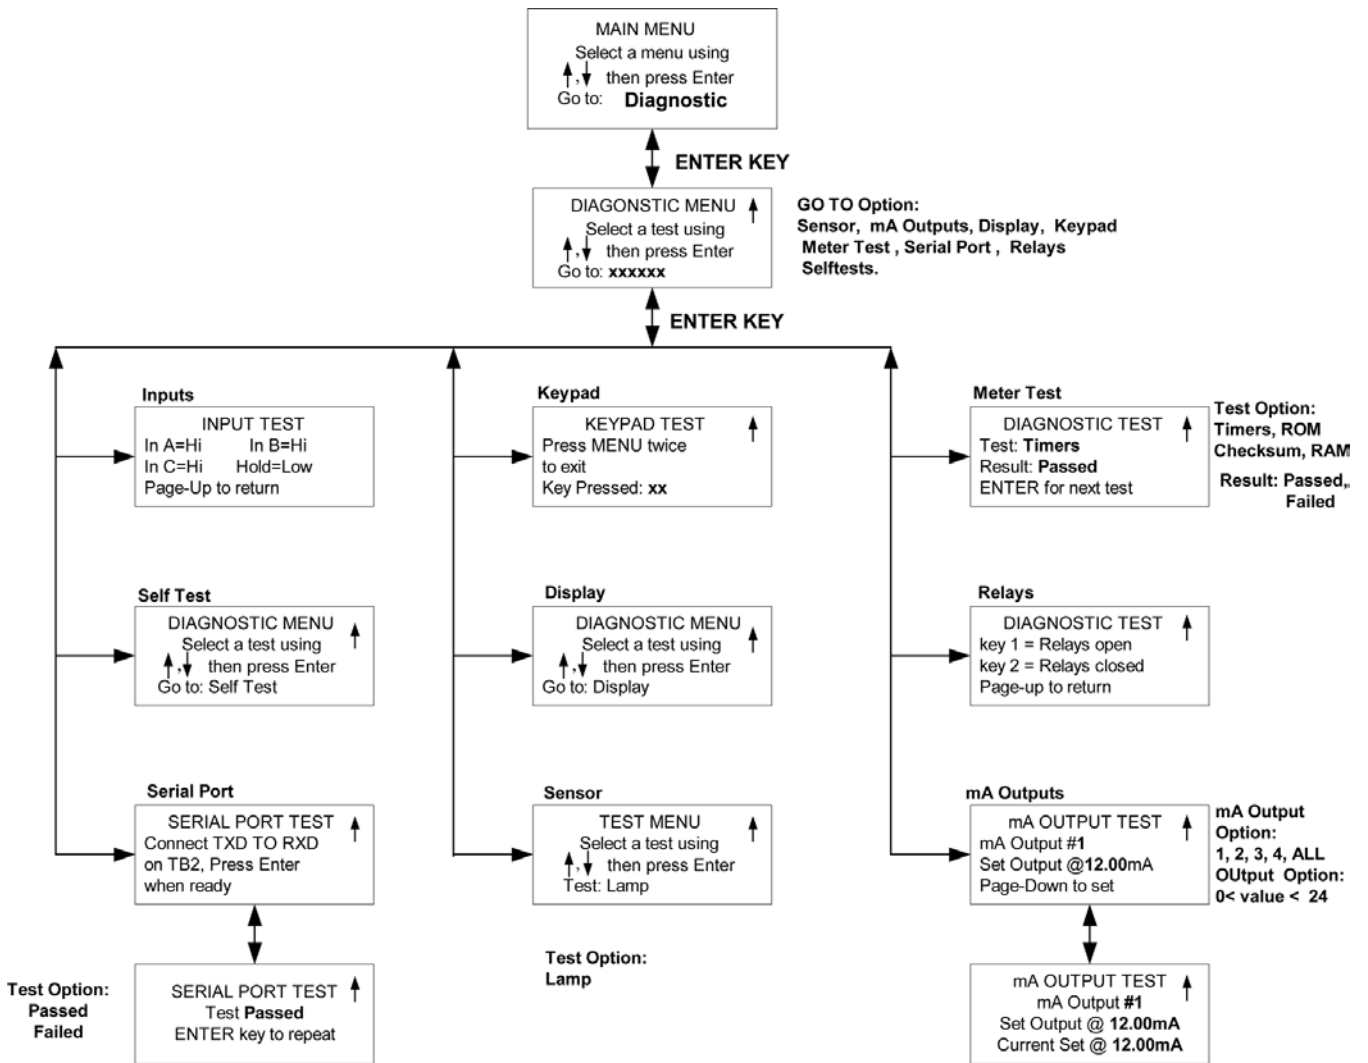 MAIN MENU
Select a menu using
, then press Enter
Go to: Diagnostic
ENTER KEY
DIAGONSTIC MENU
Select a test using
, then press Enter
Go to: xxxxxx
GO TO Option:
Sensor, mA Outputs, Display, Keypad
Meter Test , Serial Port , Relays
Selftests.
ENTER KEY
Inputs
INPUT TEST
In A=Hi In B=Hi
In C=Hi Hold=Low
Page-Up to return
Keypad
KEYPAD TEST
Press MENU twice
to exit
Key Pressed: xx
Meter Test
DIAGNOSTIC TEST
Test: Timers
Result: Passed
ENTER for next test
Test Option:
Timers, ROM
Checksum, RAM
Result: Passed,
Failed
Self Test
DIAGNOSTIC MENU
Select a test using
, then press Enter
Go to: Self Test
Display
DIAGNOSTIC MENU
Select a test using
, then press Enter
Go to: Display
Relays
DIAGNOSTIC TEST
key 1 = Relays open
key 2 = Relays closed
Page-up to return
Serial Port
SERIAL PORT TEST
Connect TXD TO RXD
on TB2, Press Enter
when ready
Sensor
TEST MENU
Select a test using
, then press Enter
Test: Lamp
mA Outputs
mA OUTPUT TEST
mA Output #1
Set Output @12.00mA
Page-Down to set
mA Output
Option:
1, 2, 3, 4, ALL
OUtput Option:
0< value < 24
Test Option:
Passed
Failed
SERIAL PORT TEST
Test Passed
ENTER key to repeat
Test Option:
Lamp
mA OUTPUT TEST
mA Output #1
Set Output @ 12.00mA
Current Set @ 12.00mA